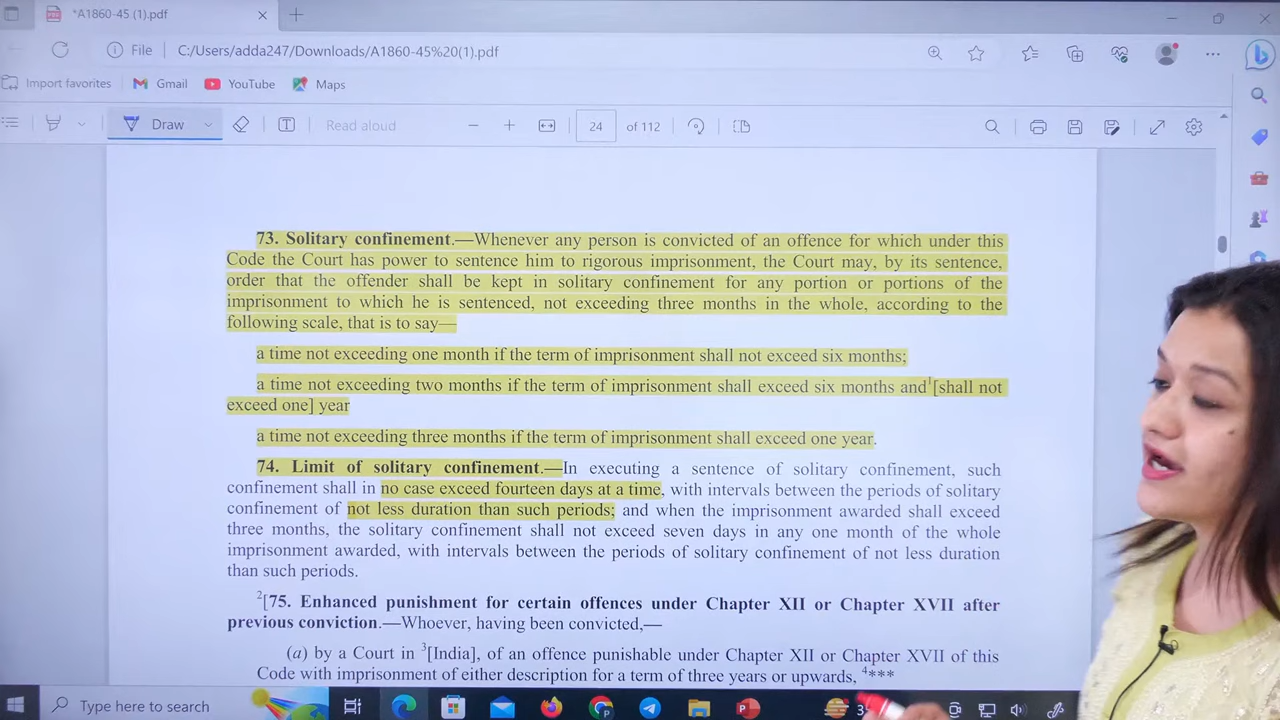 *A1860-45 (1).pdf
File C:/Users/adda247/Downloads/A1860-45%20(1).pdf
Import favorites Gmail YouTube Maps
Draw Read aloud 24 of 112
73. Solitary confinement.—Whenever any person is convicted of an offence for which under this
Code the Court has power to sentence him to rigorous imprisonment, the Court may, by its sentence,
order that the offender shall be kept in solitary confinement for any portion or portions of the
imprisonment to which he is sentenced, not exceeding three months in the whole, according to the
following scale, that is to say—
a time not exceeding one month if the term of imprisonment shall not exceed six months;
a time not exceeding two months if the term of imprisonment shall exceed six months and 1[shall not
exceed one] year
a time not exceeding three months if the term of imprisonment shall exceed one year.
74. Limit of solitary confinement.—In executing a sentence of solitary confinement, such
confinement shall in no case exceed fourteen days at a time, with intervals between the periods of solitary
confinement of not less duration than such periods; and when the imprisonment awarded shall exceed
three months, the solitary confinement shall not exceed seven days in any one month of the whole
imprisonment awarded, with intervals between the periods of solitary confinement of not less duration
than such periods.
2[75. Enhanced punishment for certain offences under Chapter XII or Chapter XVII after
previous conviction.—Whoever, having been convicted,—
(a) by a Court in 3[India], of an offence punishable under Chapter XII or Chapter XVII of this
Code with imprisonment of either description for a term of three years or upwards, 4***
Type here to search